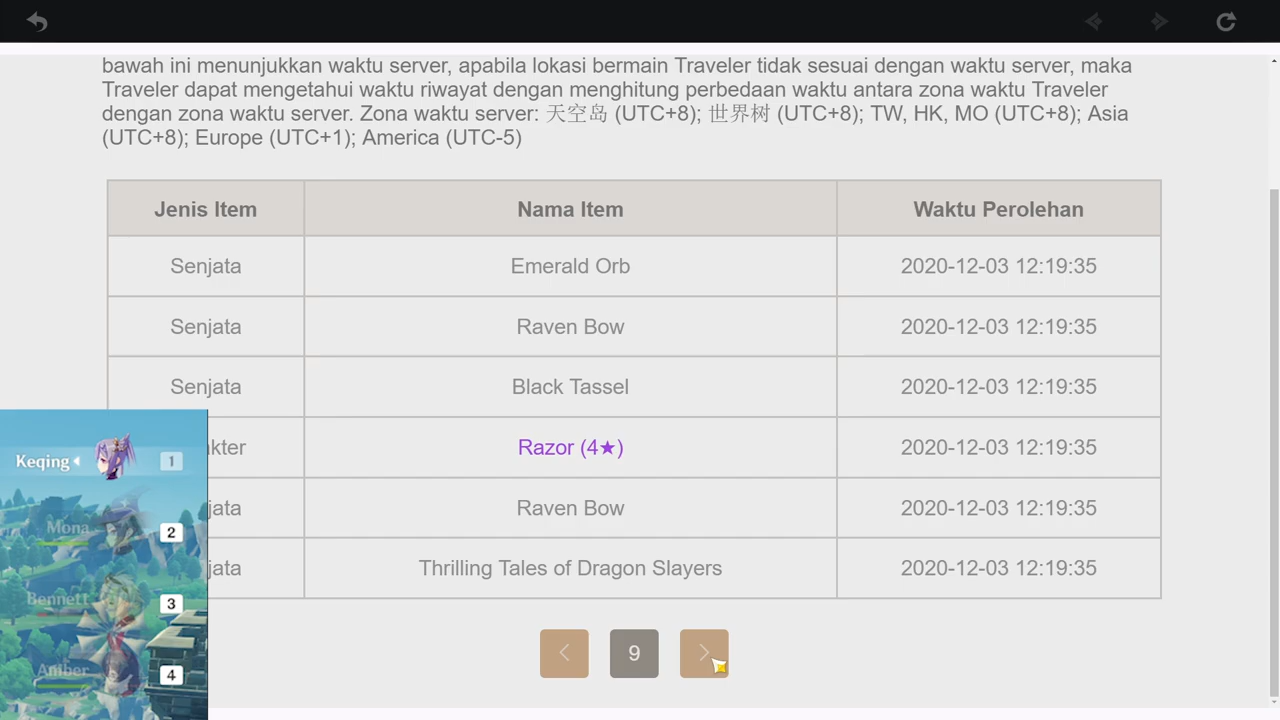 bawah ini menunjukkan waktu server, apabila lokasi bermain Traveler tidak sesuai dengan waktu server, maka
Traveler dapat mengetahui waktu riwayat dengan menghitung perbedaan waktu antara zona waktu Traveler
dengan zona waktu server. Zona waktu server: 天空岛 (UTC+8); 世界树 (UTC+8); TW, HK, MO (UTC+8); Asia
(UTC+8); Europe (UTC+1); America (UTC-5)
Jenis Item Nama Item Waktu Perolehan
Senjata Emerald Orb 2020-12-03 12:19:35
Senjata Raven Bow 2020-12-03 12:19:35
Senjata Black Tassel 2020-12-03 12:19:35
kter Razor (4★) 2020-12-03 12:19:35
jata Raven Bow 2020-12-03 12:19:35
jata Thrilling Tales of Dragon Slayers 2020-12-03 12:19:35
9
Keqing 1
Mona 2
Bennett 3
Amber 4